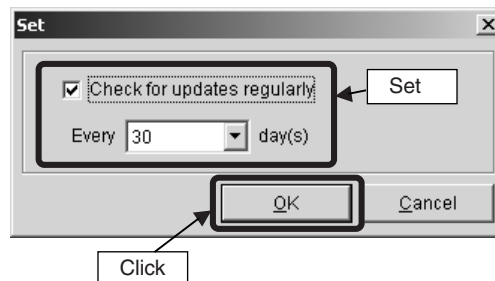 Set
x
Check for updates regularly
Set
Every 30 day(s)
OK
Cancel
Click